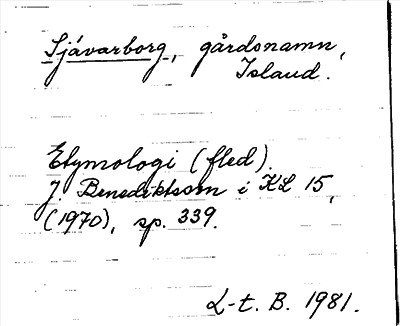 Sjávarborg, gårdsnamn,
Island.
Etymologi (fled).
J. Benediktsson i KL 15,
(1970), sp. 339.
L-t. B. 1981.